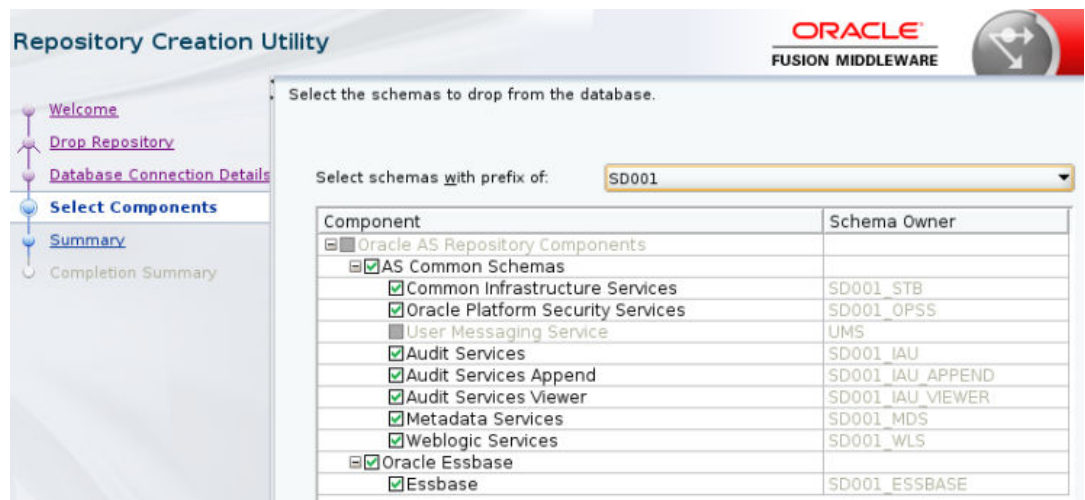 Repository Creation Utility
ORACLE
FUSION MIDDLEWARE
Welcome
Drop Repository
Database Connection Details
Select Components
Summary
Completion Summary
Select the schemas to drop from the database.
Select schemas with prefix of: SD001
Component Schema Owner
Oracle AS Repository Components
AS Common Schemas
Common Infrastructure Services SD001_STB
Oracle Platform Security Services SD001_OPSS
User Messaging Service UMS
Audit Services SD001_IAU
Audit Services Append SD001_IAU_APPEND
Audit Services Viewer SD001_IAU_VIEWER
Metadata Services SD001_MDS
Weblogic Services SD001_WLS
Oracle Essbase
Essbase SD001_ESSBASE